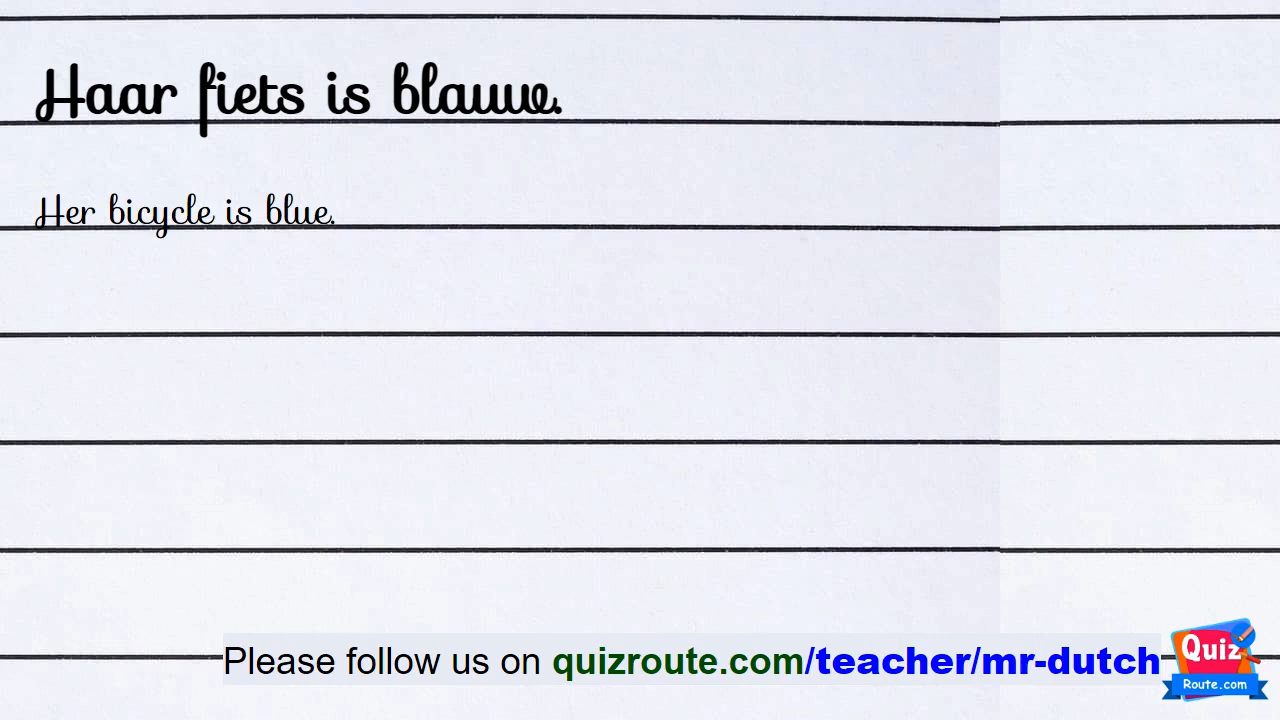 Haar fiets is blauw.
Her bicycle is blue.
Please follow us on quizroute.com/teacher/mr-dutch
Quiz
Route.com